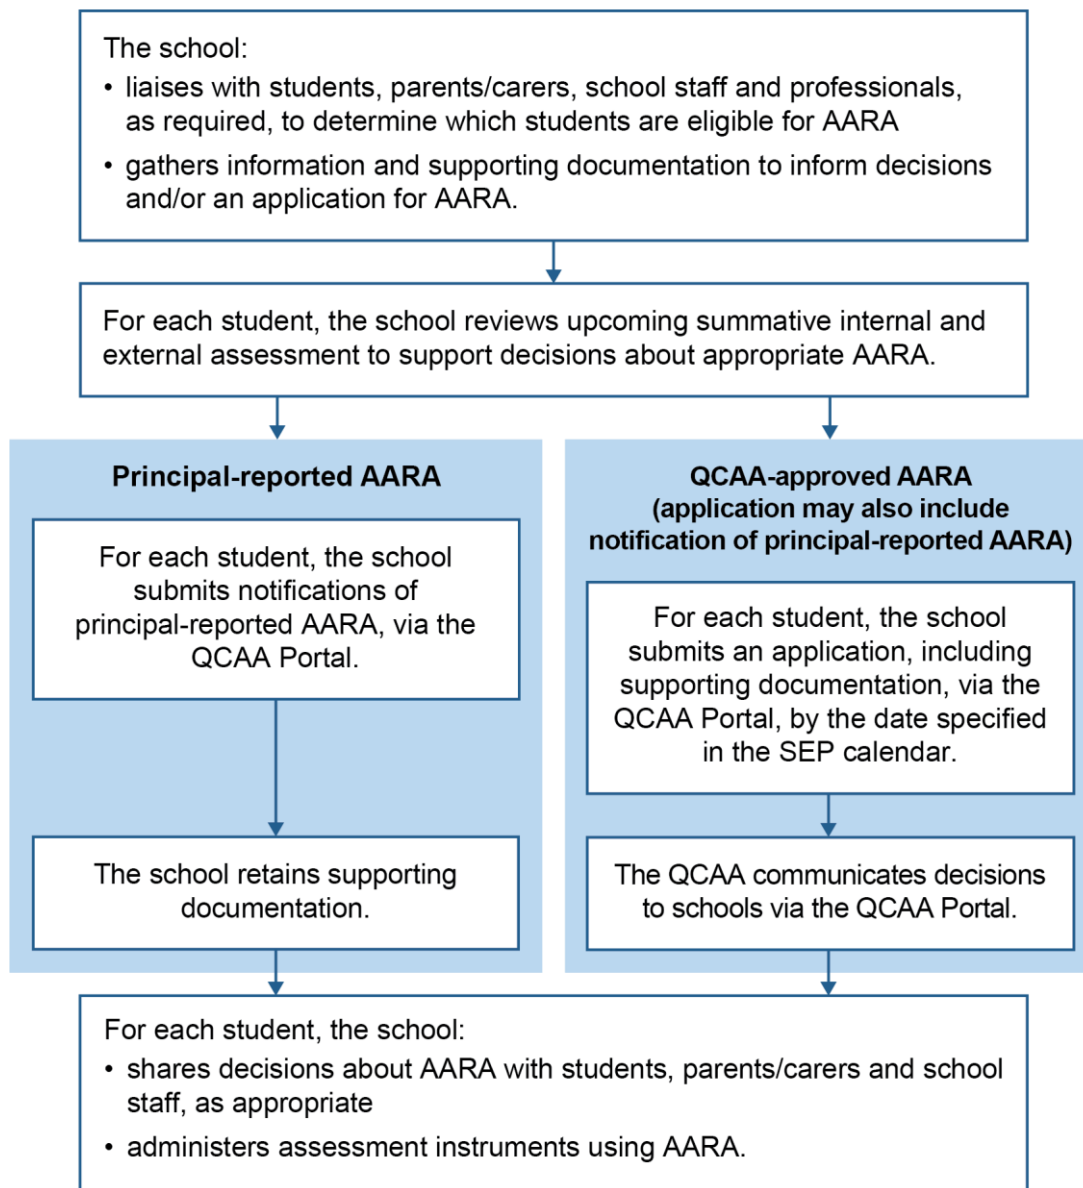 The school:
• liaises with students, parents/carers, school staff and professionals,
as required, to determine which students are eligible for AARA
• gathers information and supporting documentation to inform decisions
and/or an application for AARA.
For each student, the school reviews upcoming summative internal and
external assessment to support decisions about appropriate AARA.
Principal-reported AARA
For each student, the school
submits notifications of
principal-reported AARA, via the
QCAA Portal.
The school retains supporting
documentation.
QCAA-approved AARA
(application may also include
notification of principal-reported AARA)
For each student, the school
submits an application, including
supporting documentation, via the
QCAA Portal, by the date specified
in the SEP calendar.
The QCAA communicates decisions
to schools via the QCAA Portal.
For each student, the school:
• shares decisions about AARA with students, parents/carers and school
staff, as appropriate
• administers assessment instruments using AARA.